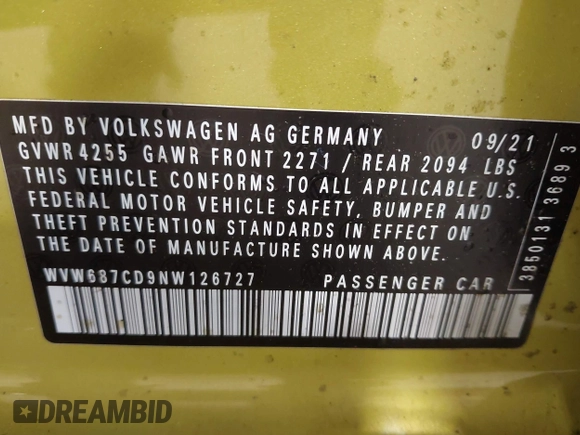 MFD BY VOLKSWAGEN AG GERMANY 09/21
GVWR 4255 GAWR FRONT 2271 / REAR 2094 LBS
THIS VEHICLE CONFORMS TO ALL APPLICABLE U.S.
FEDERAL MOTOR VEHICLE SAFETY, BUMPER AND
THEFT PREVENTION STANDARDS IN EFFECT ON
THE DATE OF MANUFACTURE SHOWN ABOVE.
WVW687CD9NW126727 PASSENGER CAR
3850131 3689 3
DREAMBID